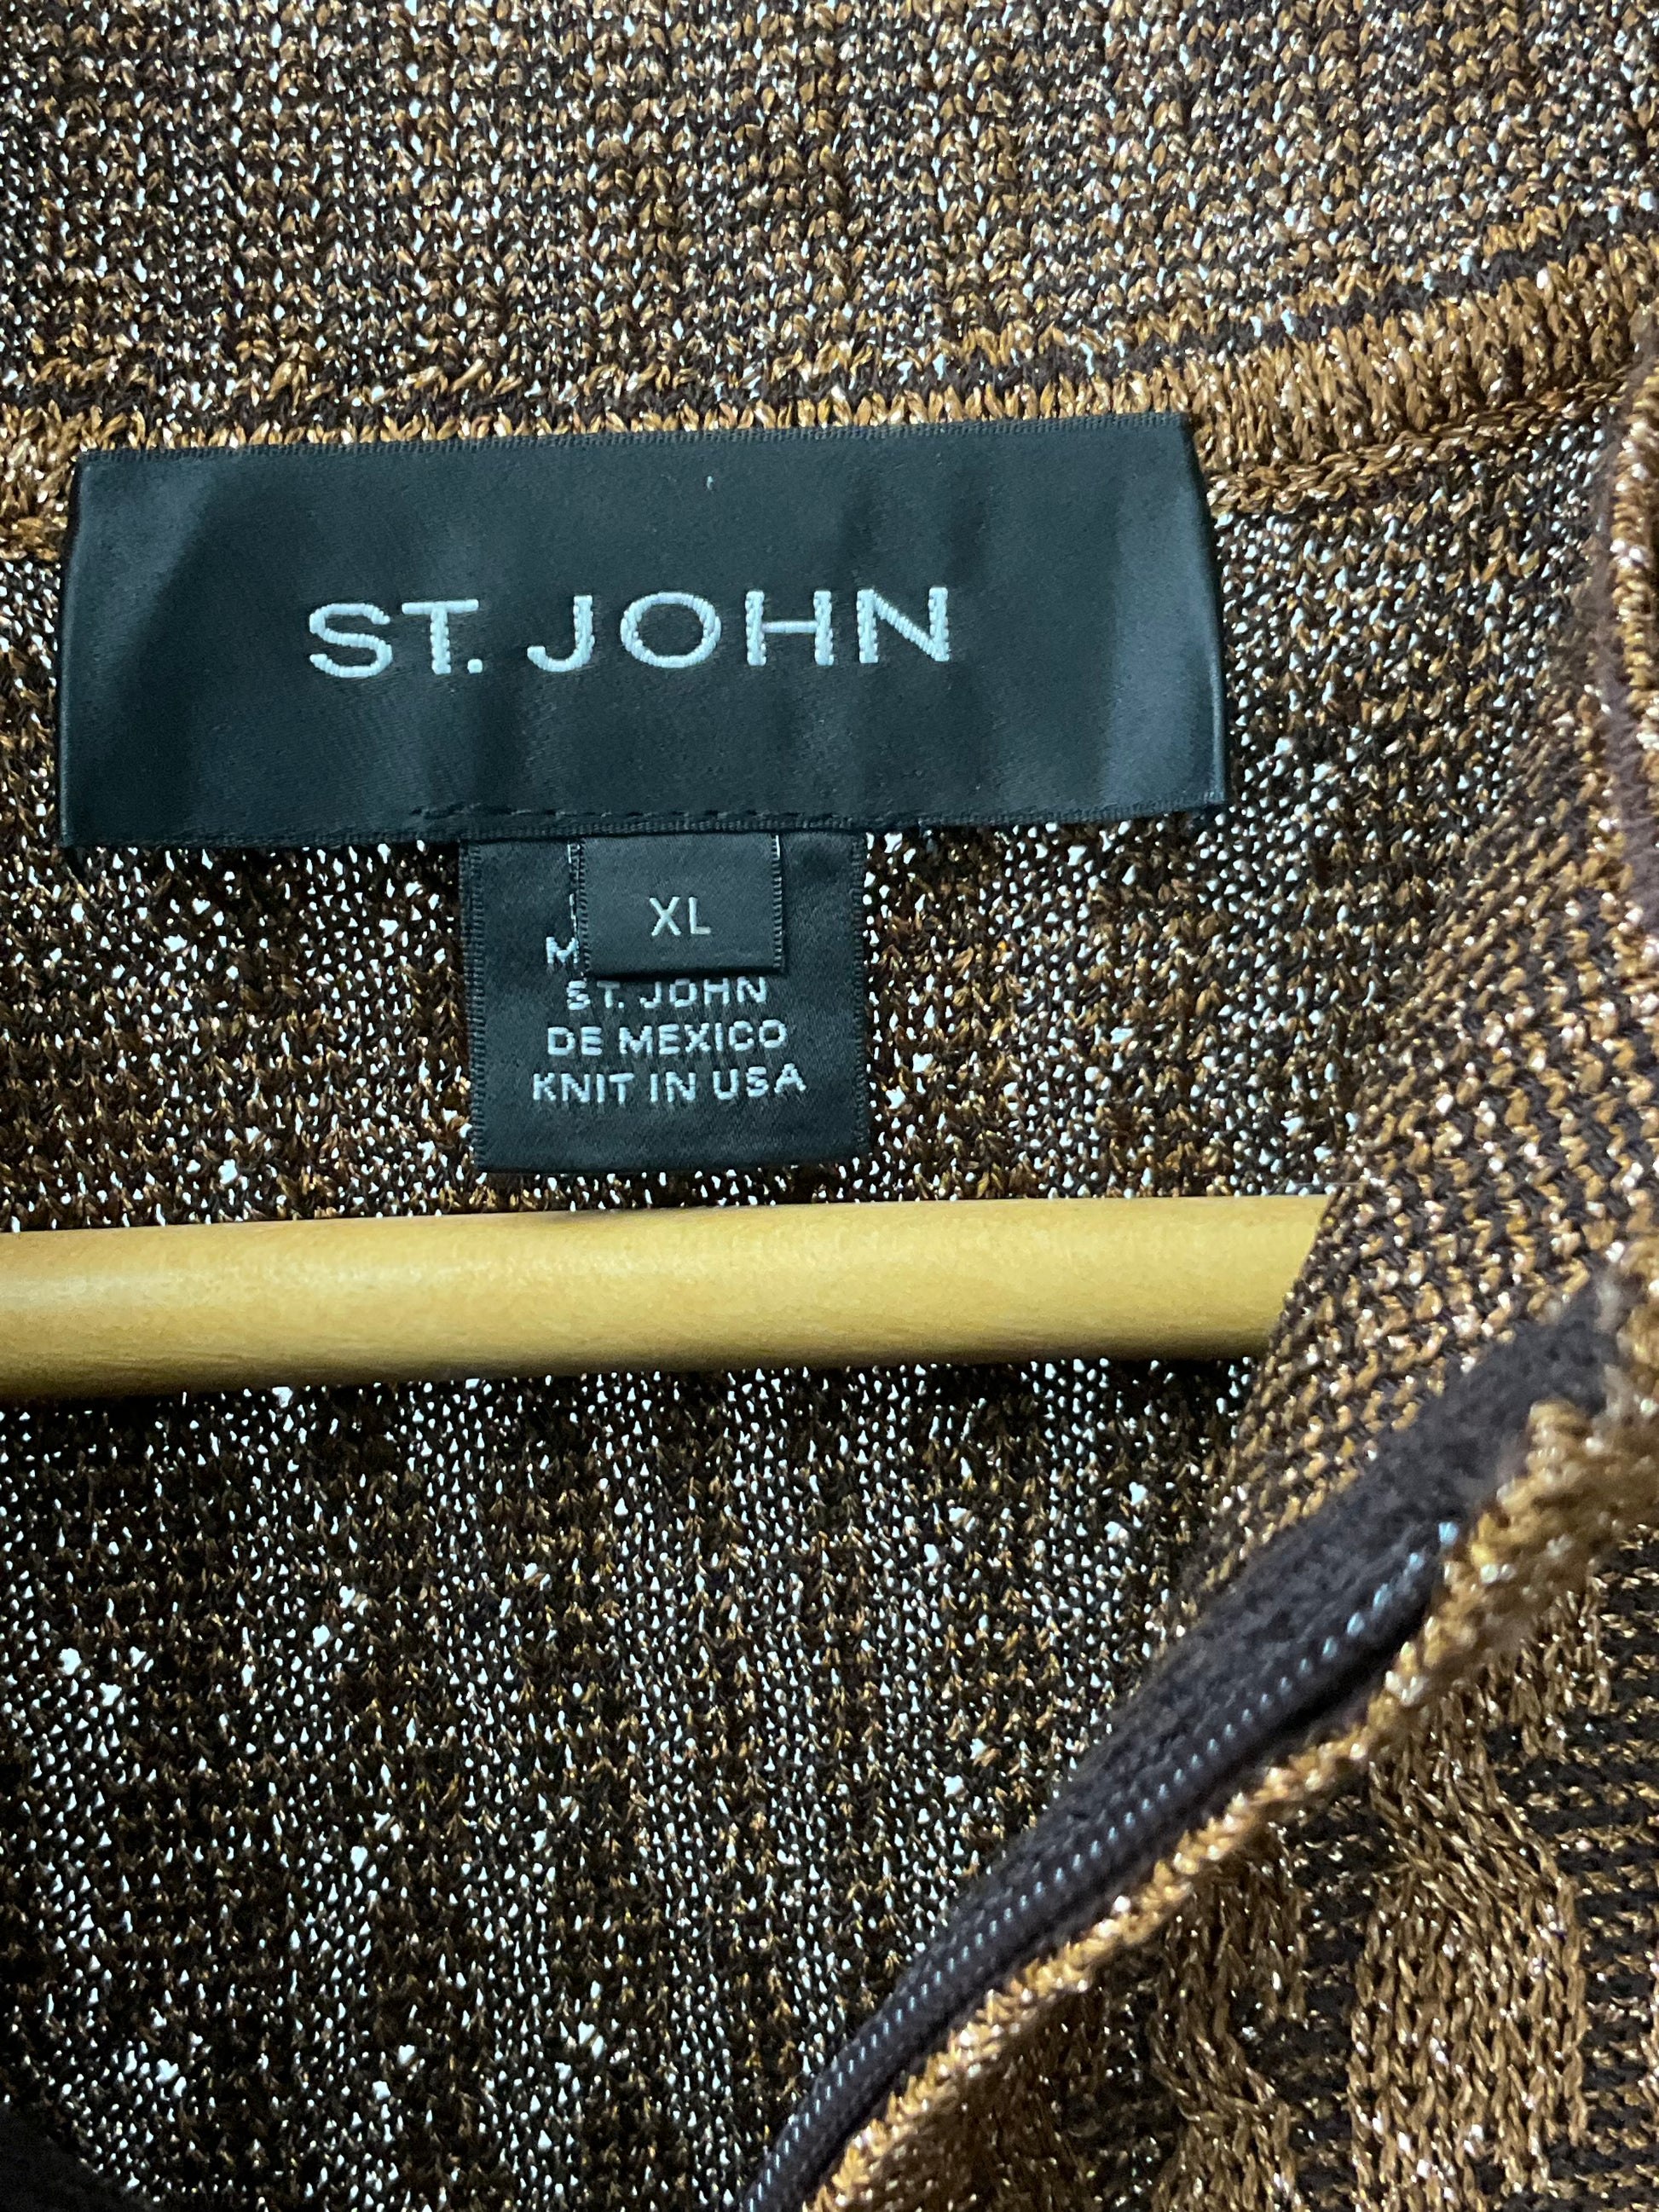 ST. JOHN
XL
M
ST. JOHN
DE MEXICO
KNIT IN USA